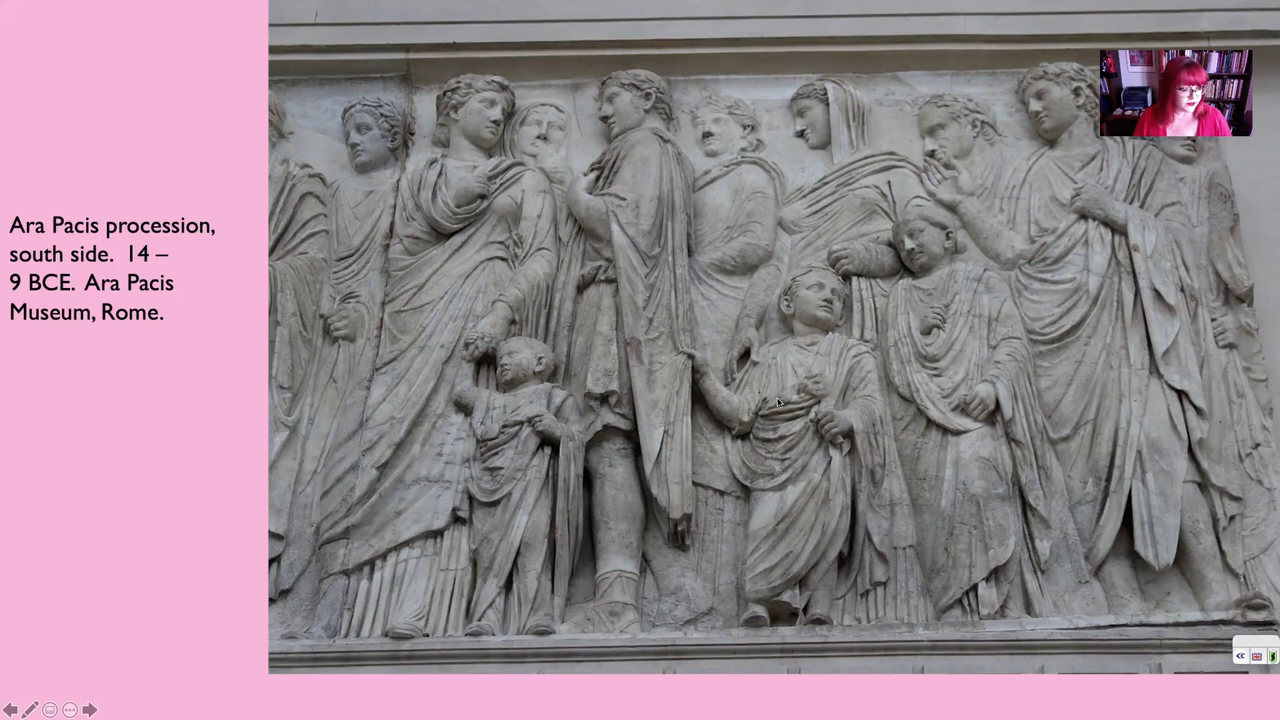 Ara Pacis procession,
south side. 14 –
9 BCE. Ara Pacis
Museum, Rome.